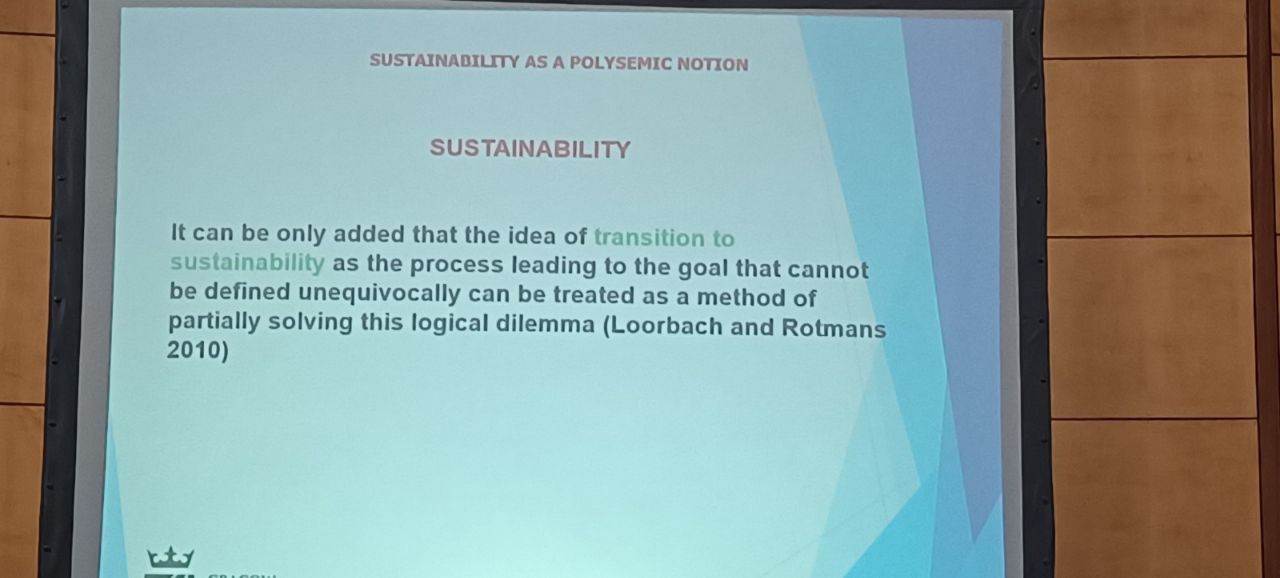 SUSTAINABILITY AS A POLYSEMIC NOTION
SUSTAINABILITY
It can be only added that the idea of transition to
sustainability as the process leading to the goal that cannot
be defined unequivocally can be treated as a method of
partially solving this logical dilemma (Loorbach and Rotmans
2010)